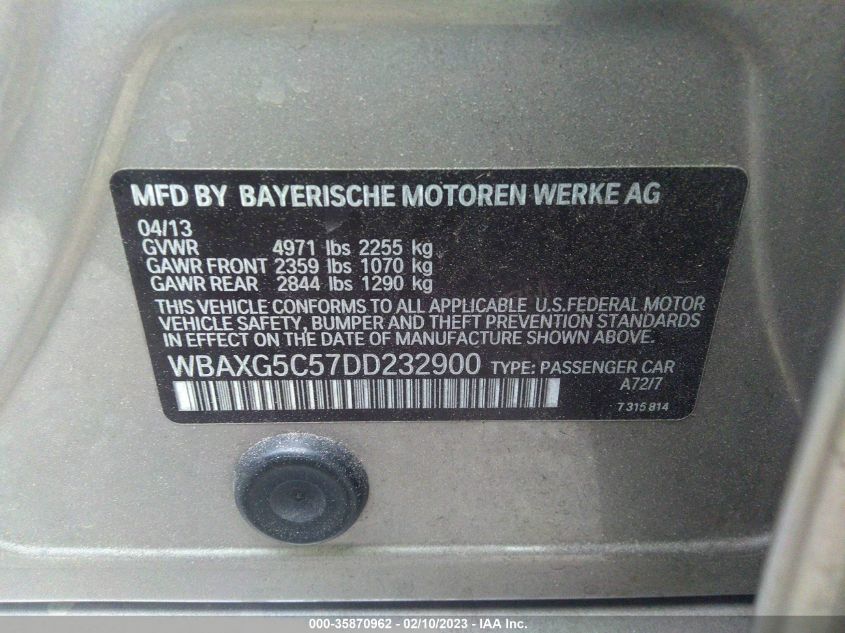 MFD BY BAYERISCHE MOTOREN WERKE AG
04/13
GVWR 4971 lbs 2255 kg
GAWR FRONT 2359 lbs 1070 kg
GAWR REAR 2844 lbs 1290 kg
THIS VEHICLE CONFORMS TO ALL APPLICABLE U.S.FEDERAL MOTOR
VEHICLE SAFETY, BUMPER AND THEFT PREVENTION STANDARDS
IN EFFECT ON THE DATE OF MANUFACTURE SHOWN ABOVE.
WBAXG5C57DD232900 TYPE: PASSENGER CAR
A72/7
7 315 814
000-35870962 - 02/10/2023 - IAA Inc.